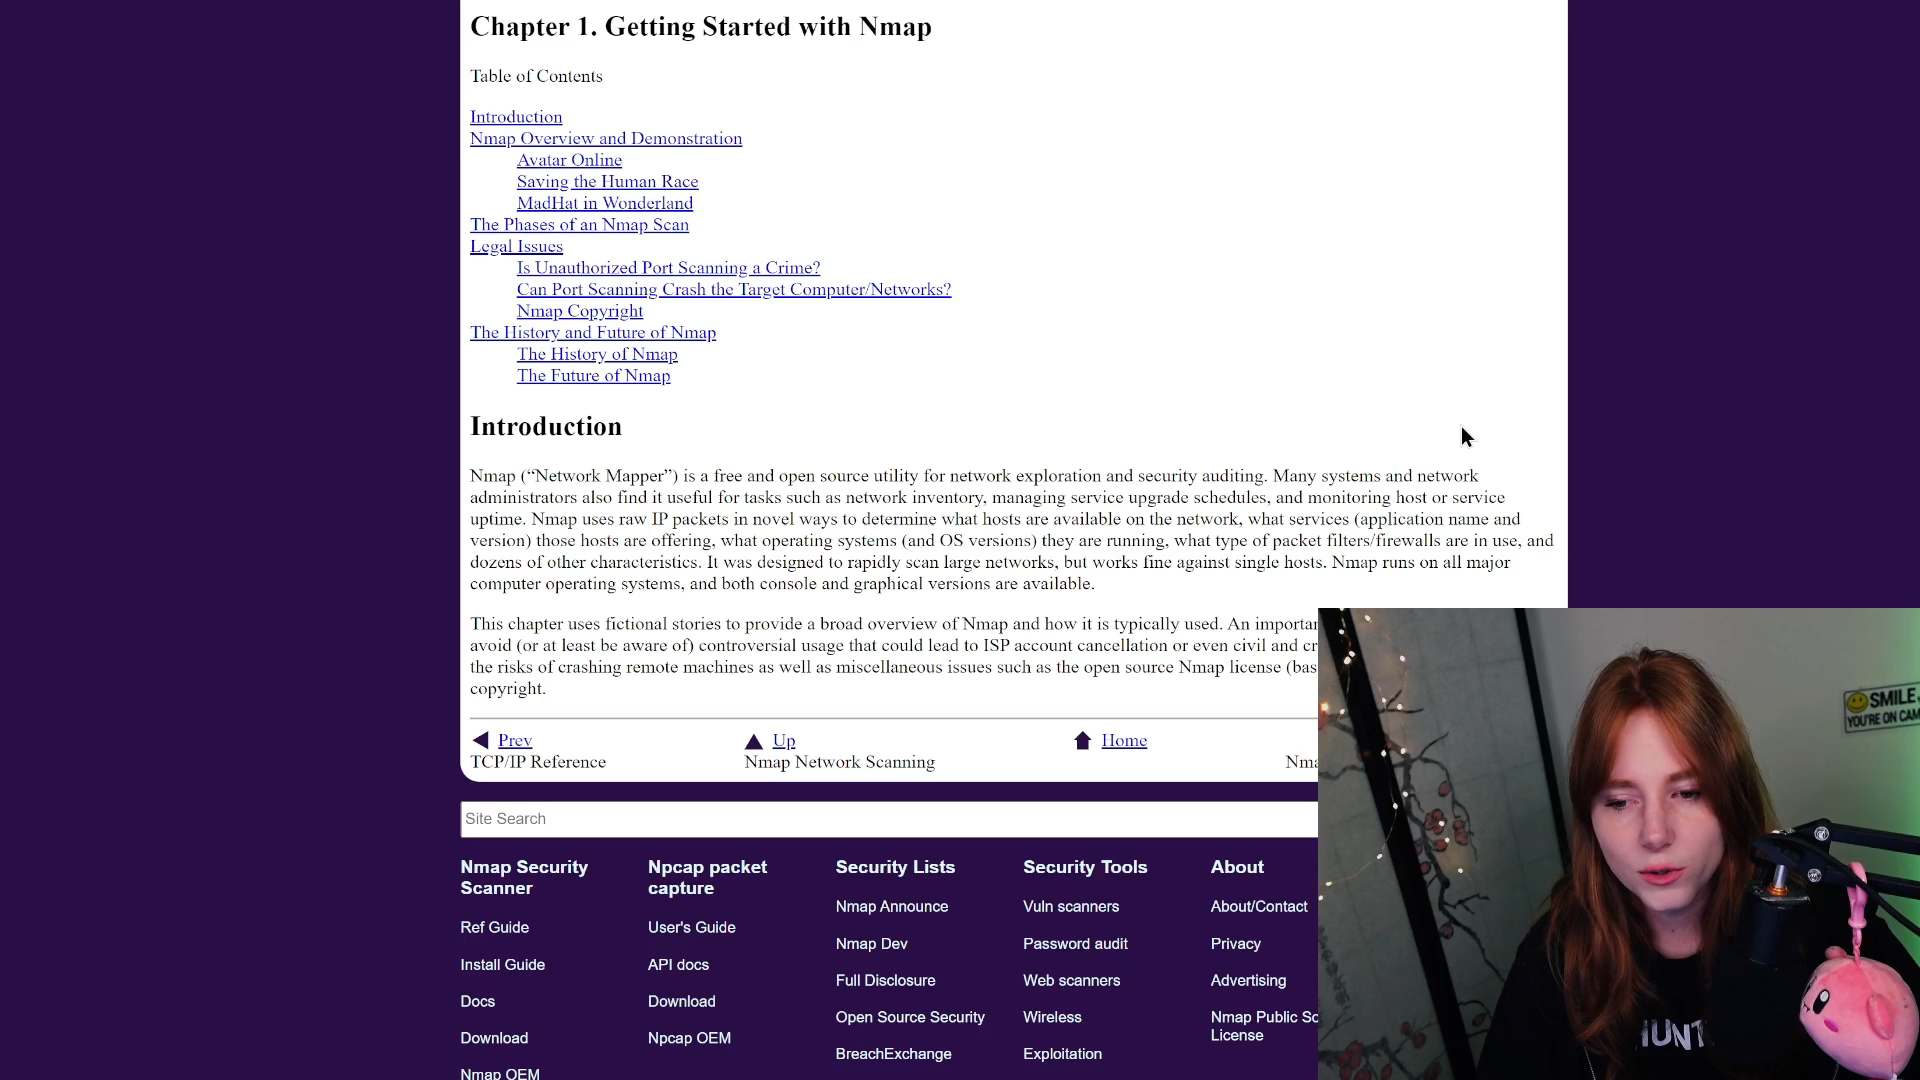 Chapter 1. Getting Started with Nmap
Table of Contents
Introduction
Nmap Overview and Demonstration
Avatar Online
Saving the Human Race
MadHat in Wonderland
The Phases of an Nmap Scan
Legal Issues
Is Unauthorized Port Scanning a Crime?
Can Port Scanning Crash the Target Computer/Networks?
Nmap Copyright
The History and Future of Nmap
The History of Nmap
The Future of Nmap
Introduction
Nmap (“Network Mapper”) is a free and open source utility for network exploration and security auditing. Many systems and network
administrators also find it useful for tasks such as network inventory, managing service upgrade schedules, and monitoring host or service
uptime. Nmap uses raw IP packets in novel ways to determine what hosts are available on the network, what services (application name and
version) those hosts are offering, what operating systems (and OS versions) they are running, what type of packet filters/firewalls are in use, and
dozens of other characteristics. It was designed to rapidly scan large networks, but works fine against single hosts. Nmap runs on all major
computer operating systems, and both console and graphical versions are available.
This chapter uses fictional stories to provide a broad overview of Nmap and how it is typically used. An importan
avoid (or at least be aware of) controversial usage that could lead to ISP account cancellation or even civil and cr
the risks of crashing remote machines as well as miscellaneous issues such as the open source Nmap license (bas
copyright.
Prev Up Home
TCP/IP Reference Nmap Network Scanning Nma
Site Search
Nmap Security
Scanner
Ref Guide
Install Guide
Docs
Download
Nmap OEM
Npcap packet
capture
User's Guide
API docs
Download
Npcap OEM
Security Lists
Nmap Announce
Nmap Dev
Full Disclosure
Open Source Security
BreachExchange
Security Tools
Vuln scanners
Password audit
Web scanners
Wireless
Exploitation
About
About/Contact
Privacy
Advertising
Nmap Public So
License
SMILE,
YOU'RE ON CAM
HUNT